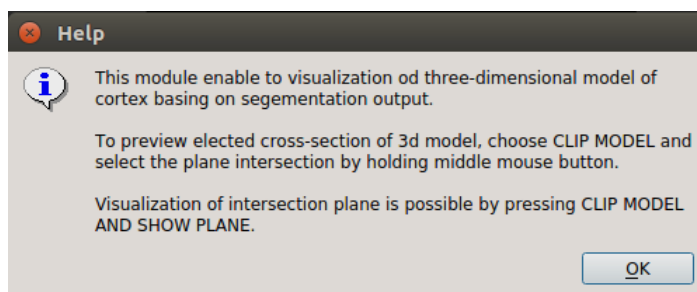 Help
This module enable to visualization od three-dimensional model of
cortex basing on segementation output.
To preview elected cross-section of 3d model, choose CLIP MODEL and
select the plane intersection by holding middle mouse button.
Visualization of intersection plane is possible by pressing CLIP MODEL
AND SHOW PLANE.
OK